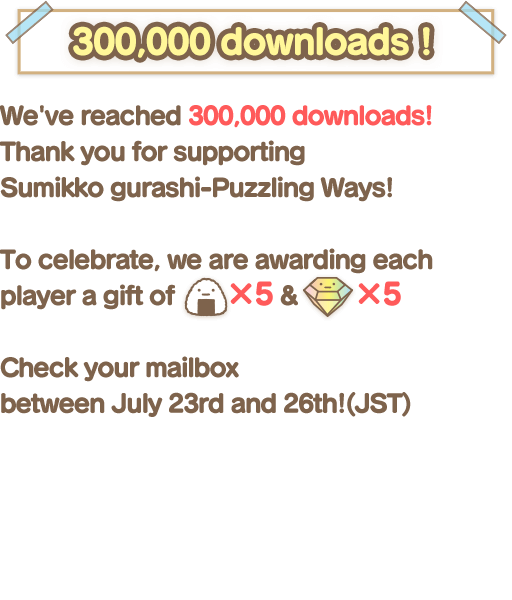 300,000 downloads！
We've reached 300,000 downloads!
Thank you for supporting
Sumikko gurashi-Puzzling Ways!
To celebrate, we are awarding each
player a gift of ×5 & ×5
Check your mailbox
between July 23rd and 26th!(JST)